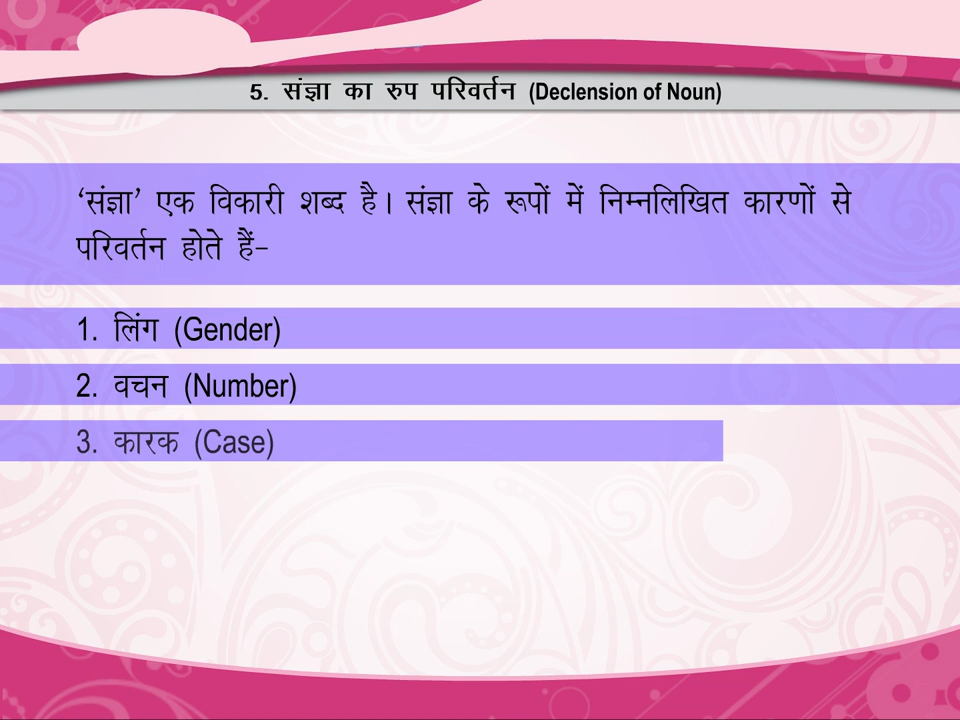 5. संज्ञा का रुप परिवर्तन (Declension of Noun)
‘संज्ञा’ एक विकारी शब्द है। संज्ञा के रूपों में निम्नलिखित कारणों से
परिवर्तन होते हैं-
1. लिंग (Gender)
2. वचन (Number)
3. कारक (Case)